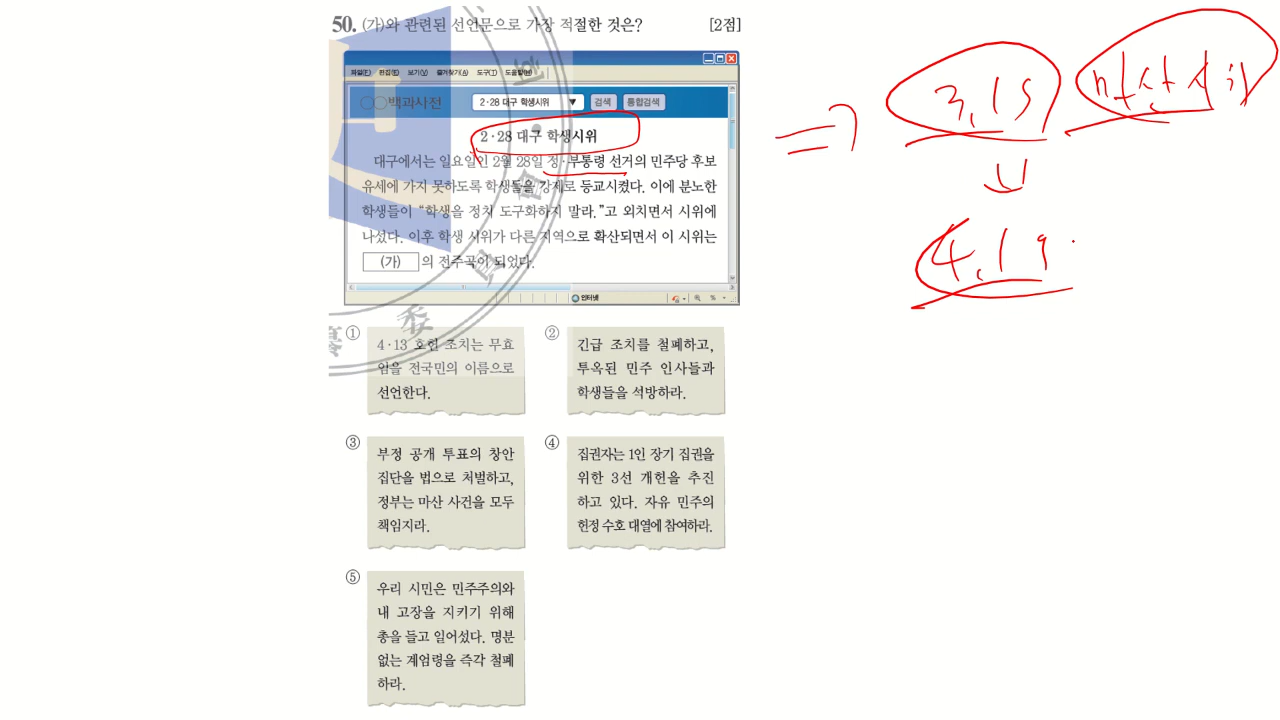 50. (가)와 관련된 선언문으로 가장 적절한 것은? [2점]
파일(F) 편집(E) 보기(V) 즐겨찾기(A) 도구(T) 도움말(H)
○○백과사전 2·28 대구 학생시위 ▼ 검색 통합검색
2·28 대구 학생시위
대구에서는 일요일인 2월 28일 정·부통령 선거의 민주당 후보
유세에 가지 못하도록 학생들을 강제로 등교시켰다. 이에 분노한
학생들이 “학생을 정치 도구화하지 말라.”고 외치면서 시위에
나섰다. 이후 학생 시위가 다른 지역으로 확산되면서 이 시위는
(가) 의 전주곡이 되었다.
인터넷
① 4·13 호헌 조치는 무효
임을 전국민의 이름으로
선언한다.
② 긴급 조치를 철폐하고,
투옥된 민주 인사들과
학생들을 석방하라.
③ 부정 공개 투표의 창안
집단을 법으로 처벌하고,
정부는 마산 사건을 모두
책임지라.
④ 집권자는 1인 장기 집권을
위한 3선 개헌을 추진
하고 있다. 자유 민주의
헌정 수호 대열에 참여하라.
⑤ 우리 시민은 민주주의와
내 고장을 지키기 위해
총을 들고 일어섰다. 명분
없는 계엄령을 즉각 철폐
하라.
3.15 마산시위
4.19
委
員